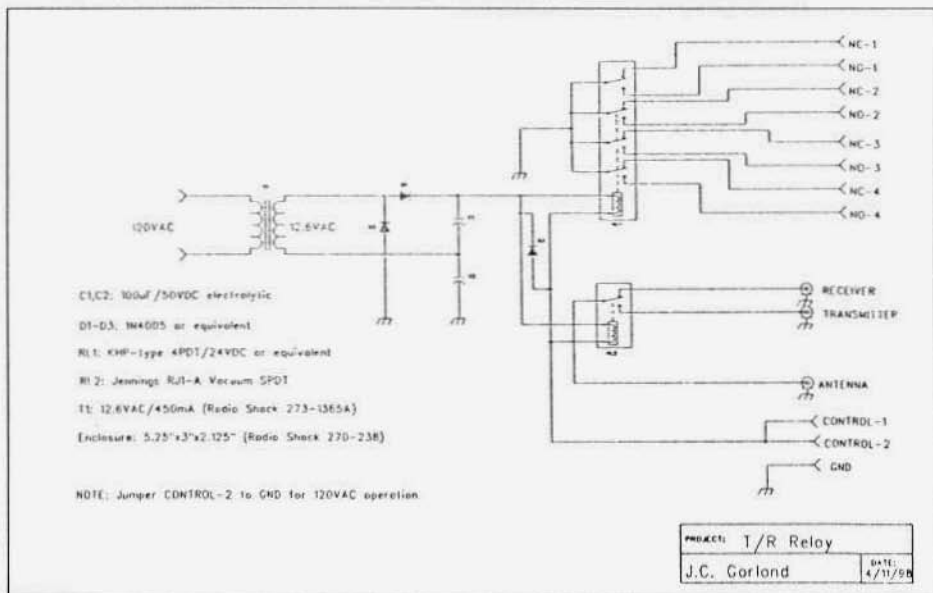 NC-1
NO-1
NC-2
NO-2
NC-3
NO-3
NC-4
NO-4
120VAC
12.6VAC
C1,C2: 100uF/50VDC electrolytic
D1-D3: 1N4005 or equivalent
RL1: KHP-type 4PDT/24VDC or equivalent
RL2: Jennings RJ1-A Vacuum SPDT
T1: 12.6VAC/450mA (Radio Shack 273-1365A)
Enclosure: 5.25"x3"x2.125" (Radio Shack 270-238)
NOTE: Jumper CONTROL-2 to GND for 120VAC operation
RECEIVER
TRANSMITTER
ANTENNA
CONTROL-1
CONTROL-2
GND
PROJECT: T/R Relay
J.C. Garland
DATE:
4/11/98